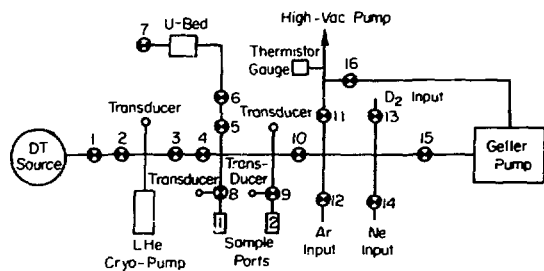 High-Vac Pump
7
U-Bed
Thermistor
Gauge
16
6
D2 Input
Transducer
Transducer
5
11
13
DT
Source
1
2
3
4
10
15
Geller
Pump
Trans-
Ducer
Transducer
8
9
12
14
LHe
Cryo-Pump
1
2
Sample
Ports
Ar
Input
Ne
Input